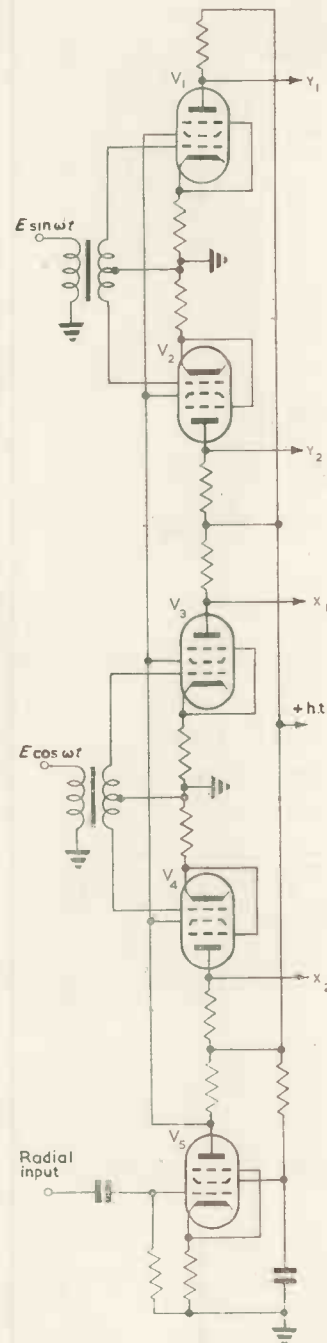 V₁
Y₁
E sin ωt
V₂
Y₂
V₃
X₁
+h.t
E cos ωt
V₄
X₂
V₅
Radial
input